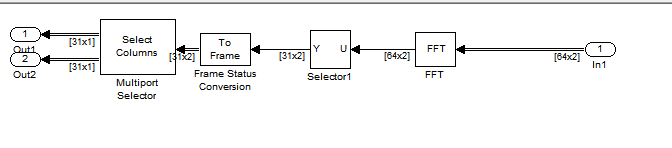 1
Out1
[31x1]
2
Out2
[31x1]
Select
Columns
Multiport
Selector
[31x2]
To
Frame
Frame Status
Conversion
[31x2]
Y U
Selector1
[64x2]
FFT
FFT
[64x2]
1
In1